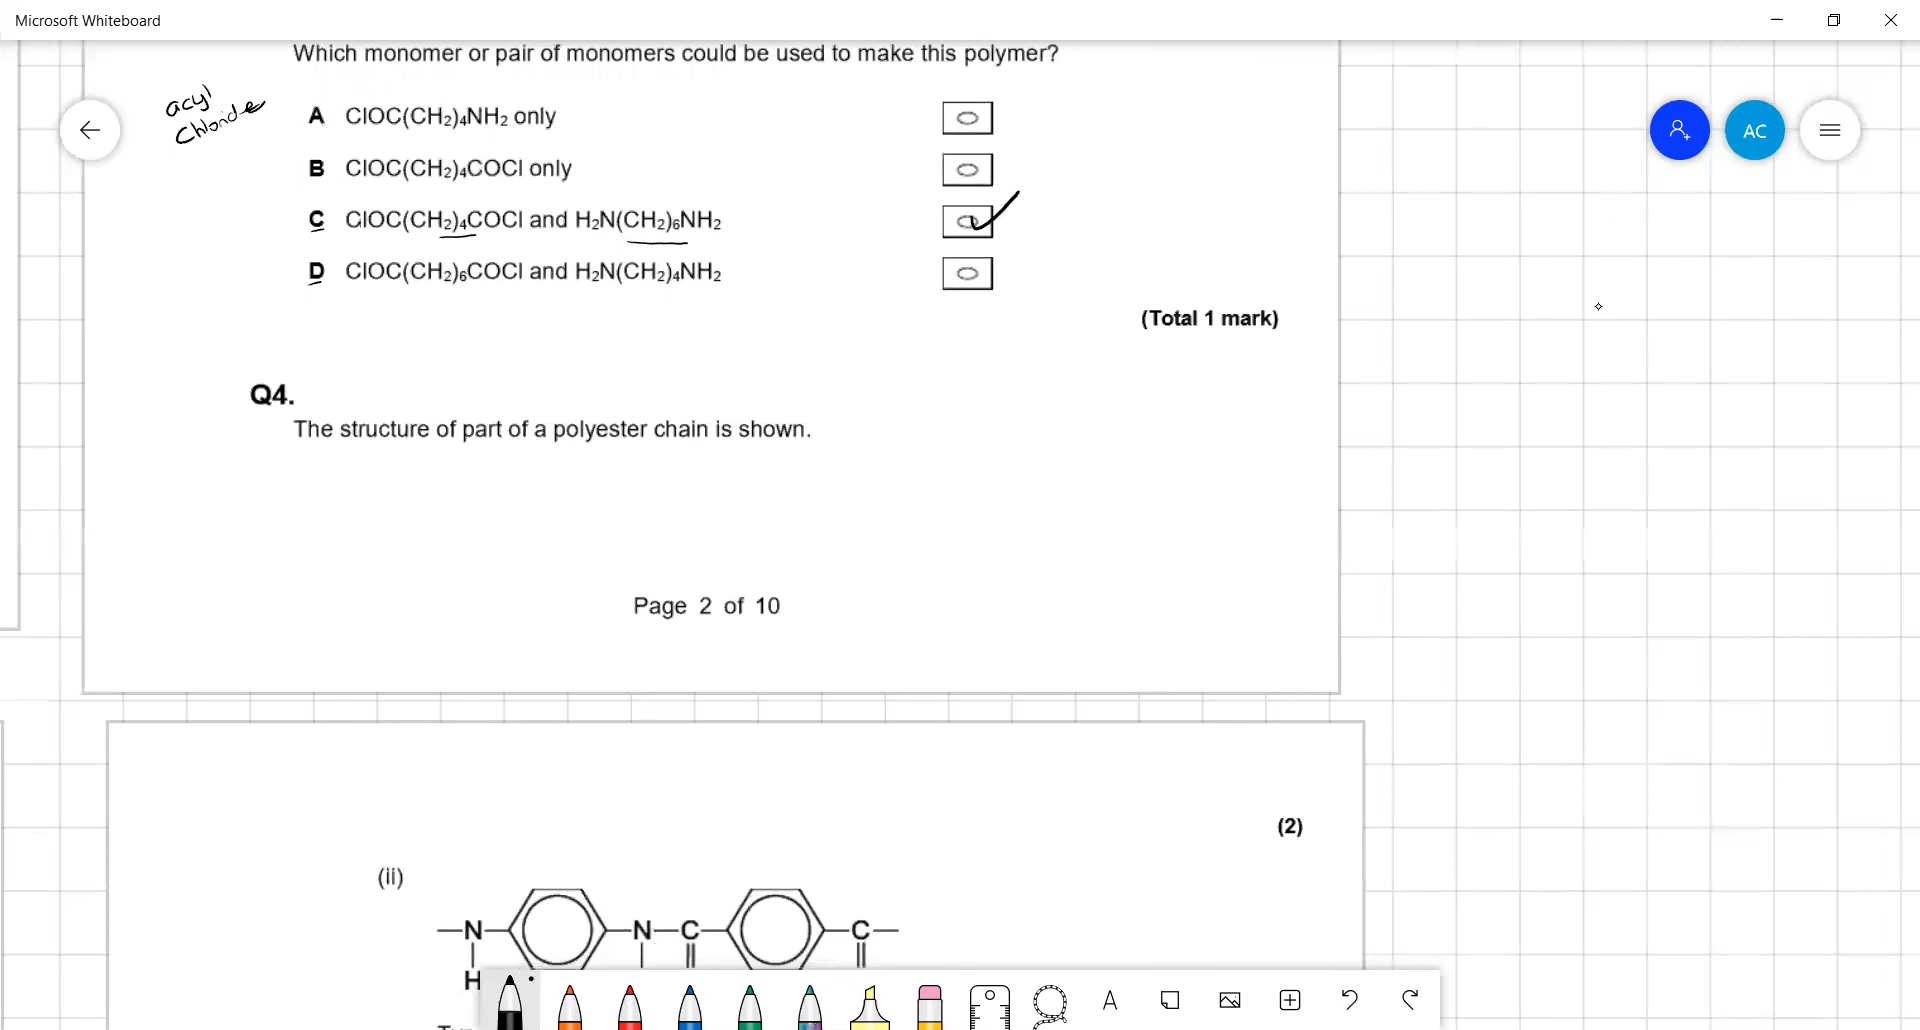 Microsoft Whiteboard
Which monomer or pair of monomers could be used to make this polymer?
acyl
Chloride
AC
A ClOC(CH₂)₄NH₂ only
B ClOC(CH₂)₄COCl only
C ClOC(CH₂)₄COCl and H₂N(CH₂)₆NH₂
D ClOC(CH₂)₆COCl and H₂N(CH₂)₄NH₂
(Total 1 mark)
Q4.
The structure of part of a polyester chain is shown.
Page 2 of 10
(2)
(ii)
N N C C
H
A